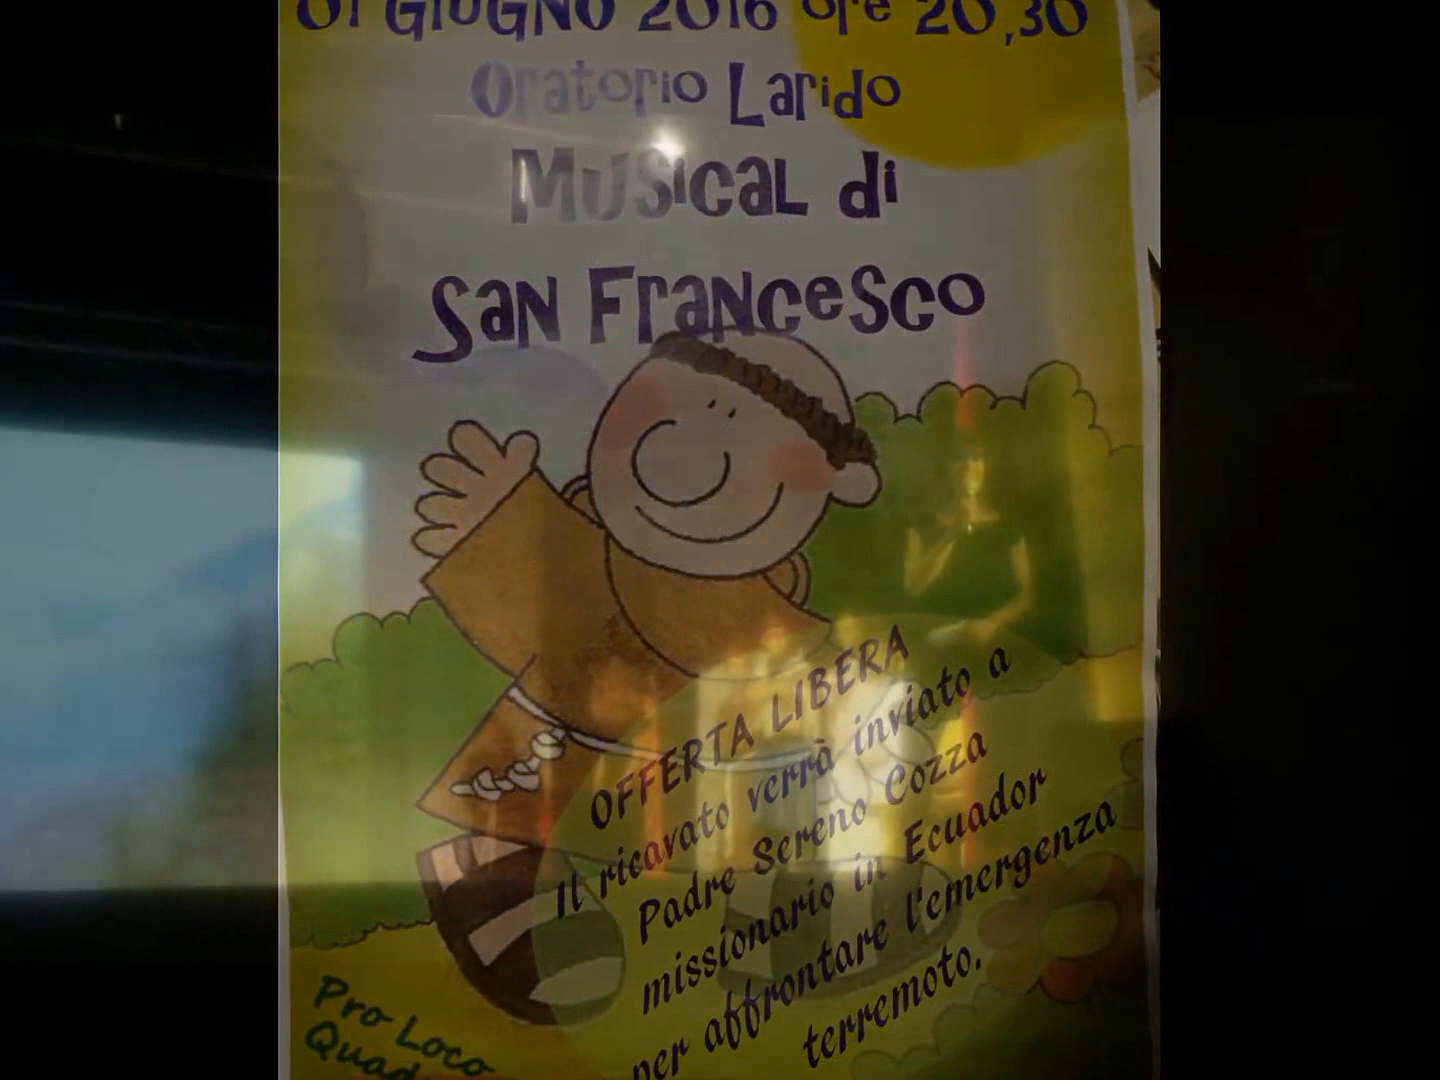 01 GIUGNO 2016 ore 20,30
Oratorio Larido
Musical di
San Francesco
OFFERTA LIBERA
Il ricavato verrà inviato a
Padre Sereno Cozza
missionario in Ecuador
per affrontare l'emergenza
terremoto.
Pro Loco